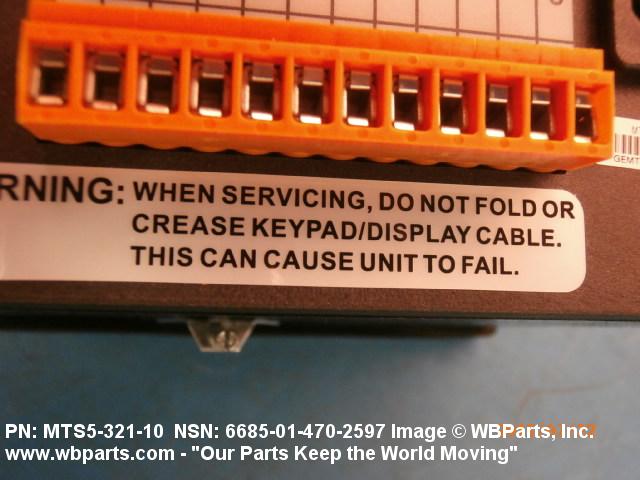 RNING: WHEN SERVICING, DO NOT FOLD OR
CREASE KEYPAD/DISPLAY CABLE.
THIS CAN CAUSE UNIT TO FAIL.
PN: MTS5-321-10 NSN: 6685-01-470-2597 Image © WBParts, Inc.
www.wbparts.com - "Our Parts Keep the World Moving"